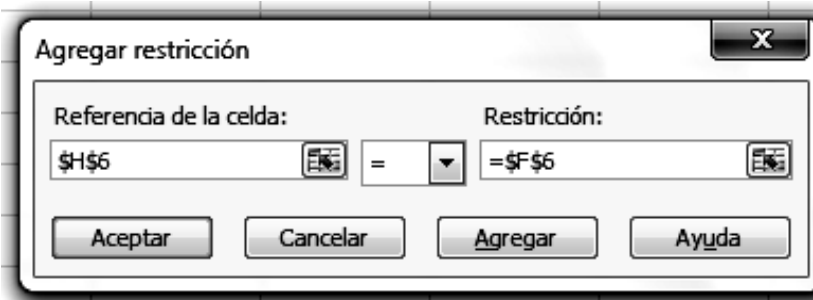 Agregar restricción
Referencia de la celda: Restricción:
$H$6 = =$F$6
Aceptar Cancelar Agregar Ayuda